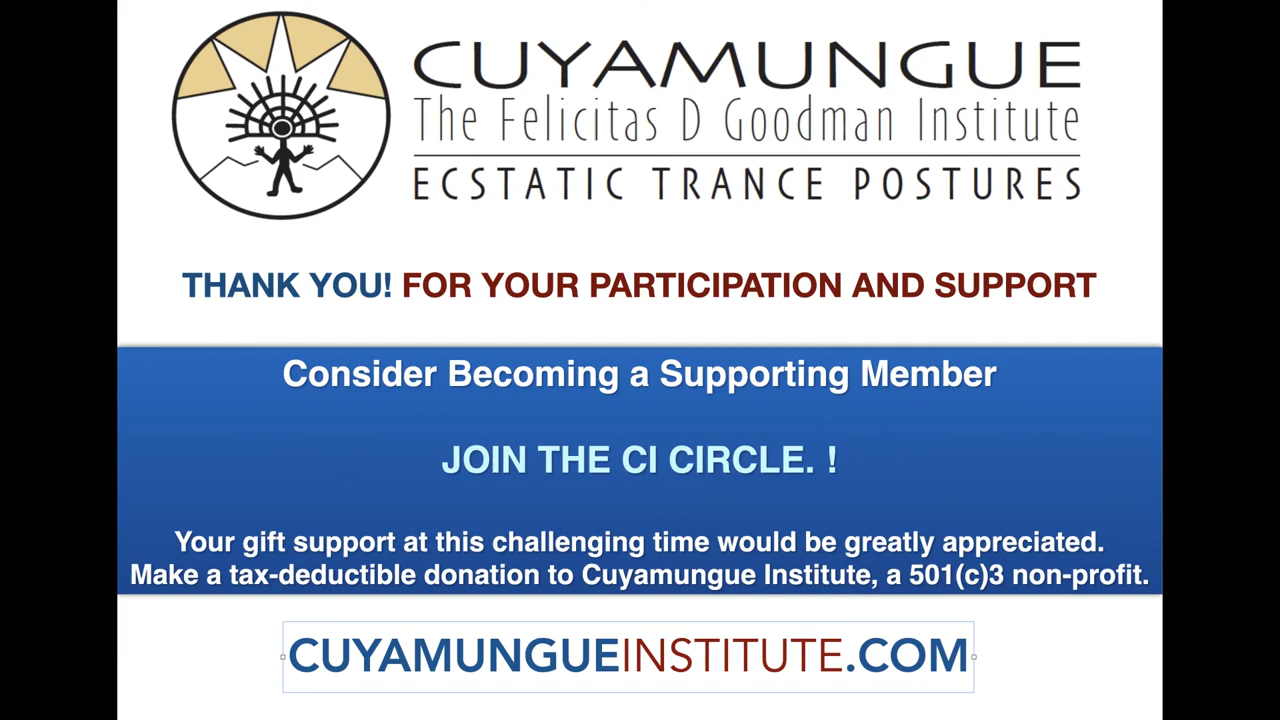 CUYAMUNGUE
The Felicitas D Goodman Institute
ECSTATIC TRANCE POSTURES
THANK YOU! FOR YOUR PARTICIPATION AND SUPPORT
Consider Becoming a Supporting Member
JOIN THE CI CIRCLE. !
Your gift support at this challenging time would be greatly appreciated.
Make a tax-deductible donation to Cuyamungue Institute, a 501(c)3 non-profit.
CUYAMUNGUEINSTITUTE.COM